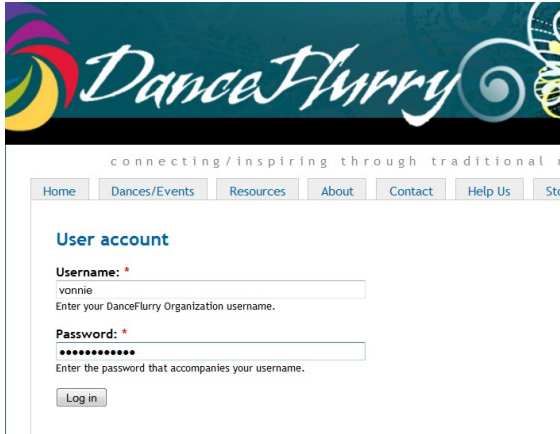 DanceFlurry
connecting/inspiring through traditional
Home Dances/Events Resources About Contact Help Us
User account
Username: *
vonnie
Enter your DanceFlurry Organization username.
Password: *
••••••••••••
Enter the password that accompanies your username.
Log in